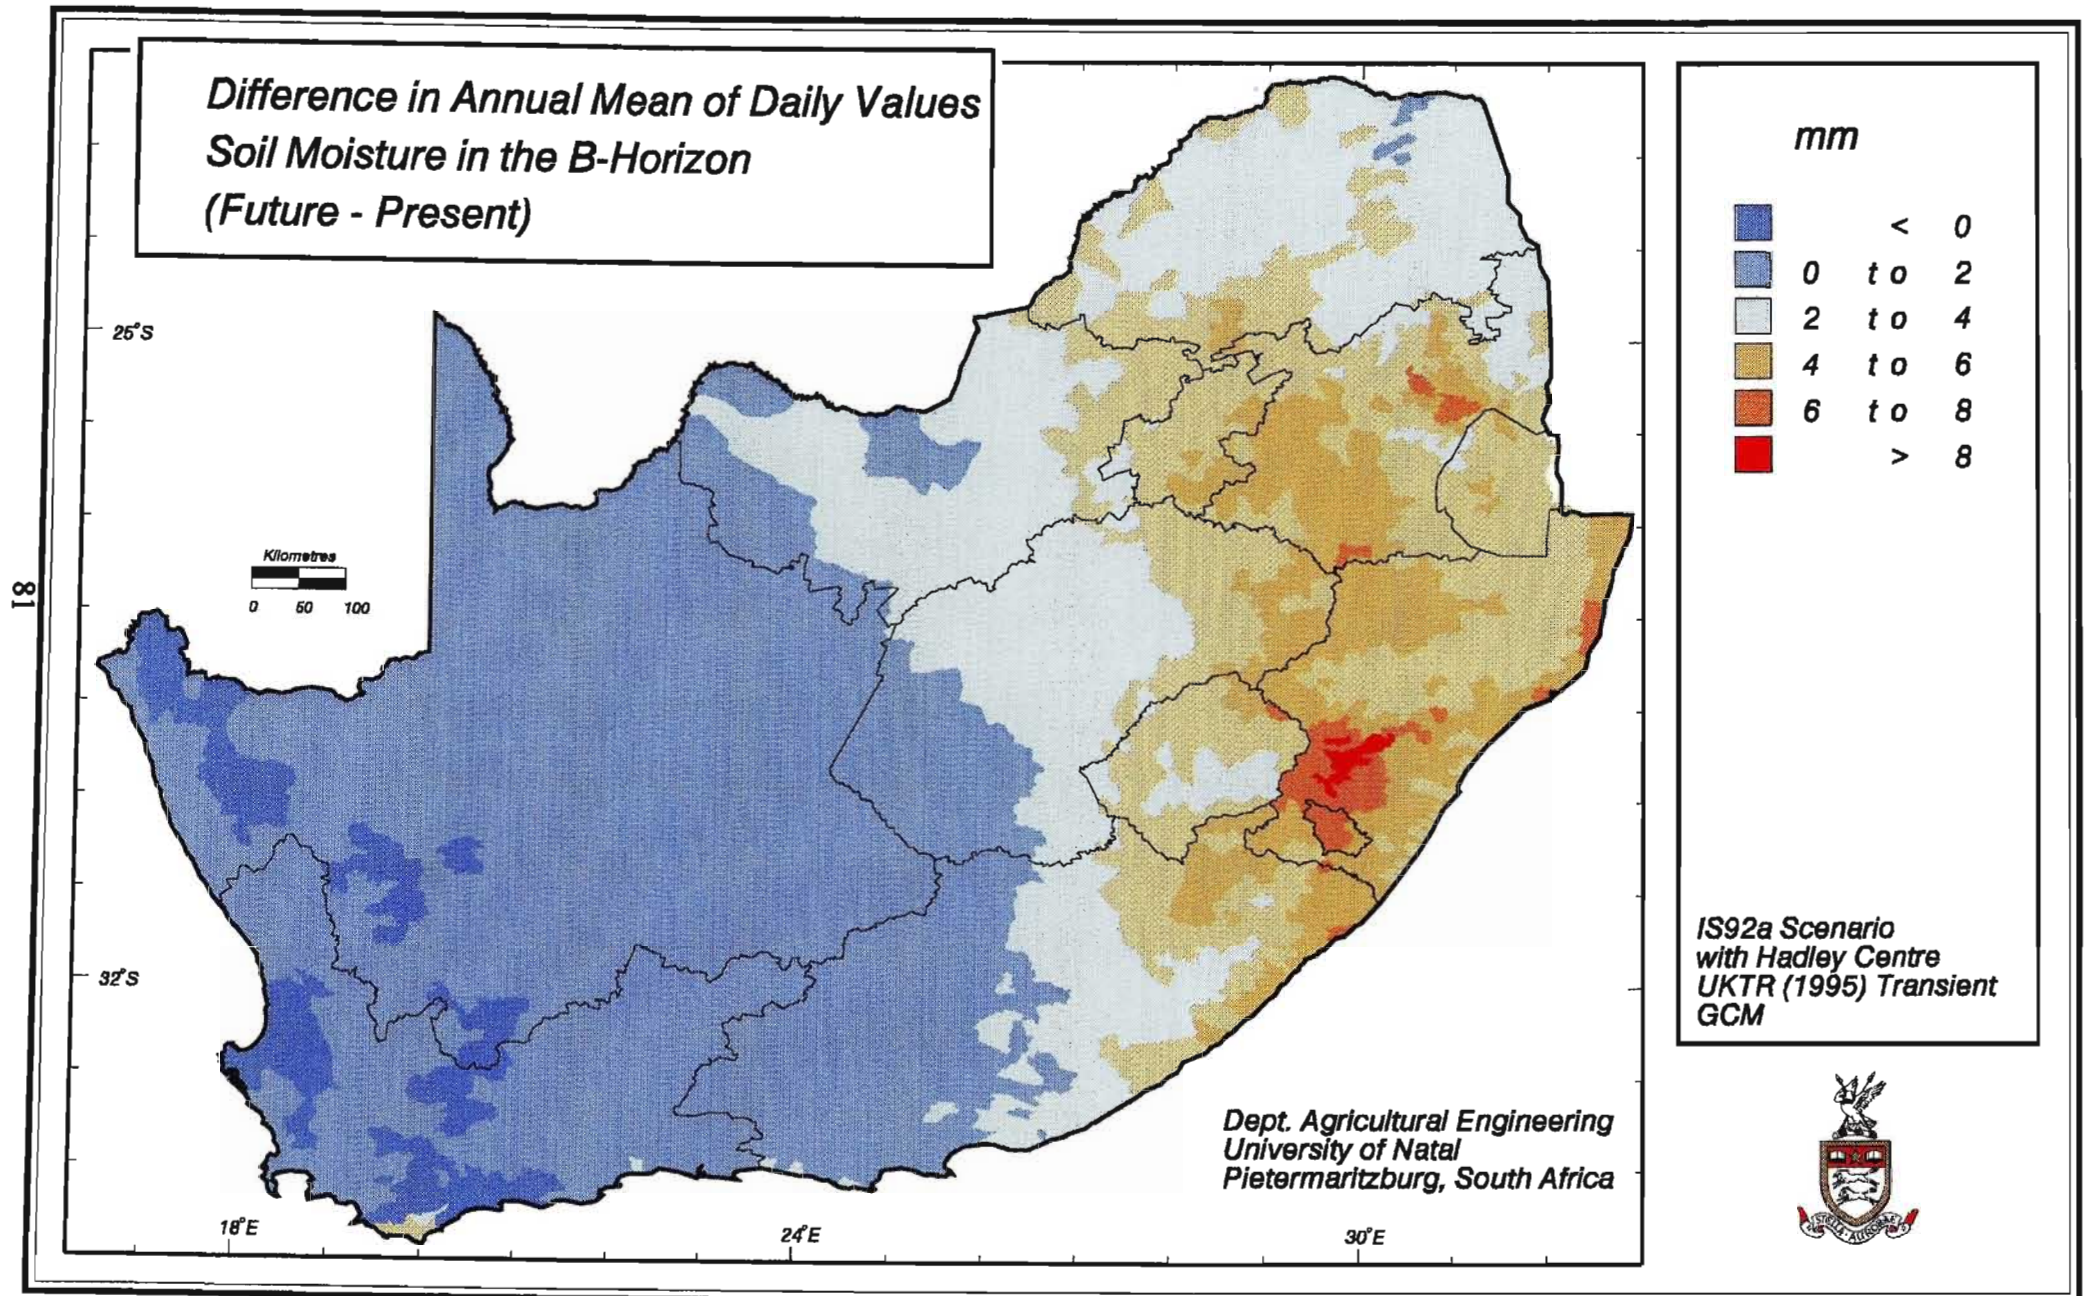 Difference in Annual Mean of Daily Values
Soil Moisture in the B-Horizon
(Future - Present)
mm
< 0
0 to 2
2 to 4
4 to 6
6 to 8
> 8
25°S
Kilometres
0 50 100
81
32°S
IS92a Scenario
with Hadley Centre
UKTR (1995) Transient
GCM
Dept. Agricultural Engineering
University of Natal
Pietermaritzburg, South Africa
18°E
24°E
30°E
STELLA AURORAE